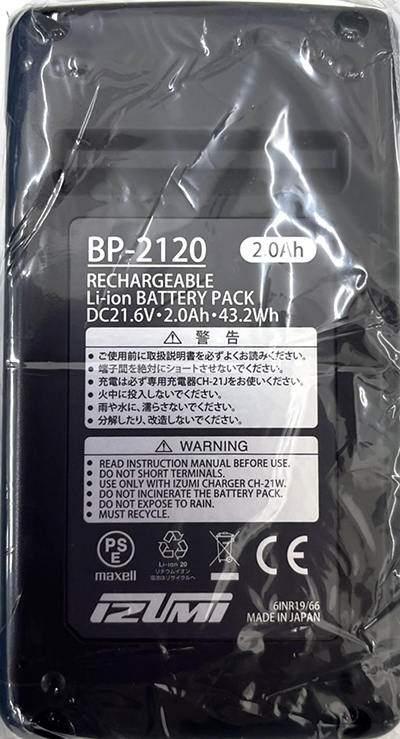 BP-2120 2.0Ah
RECHARGEABLE
Li-ion BATTERY PACK
DC21.6V・2.0Ah・43.2Wh
警告
● ご使用前に取扱説明書を必ずよくお読みください。
● 端子間を絶対にショートさせないでください。
● 充電は必ず専用充電器CH-21Jをお使いください。
● 火中に投入しないでください。
● 雨や水に、濡らさないでください。
● 分解したり、改造しないでください。
WARNING
● READ INSTRUCTION MANUAL BEFORE USE.
● DO NOT SHORT TERMINALS.
● USE ONLY WITH IZUMI CHARGER CH-21W.
● DO NOT INCINERATE THE BATTERY PACK.
● DO NOT EXPOSE TO RAIN.
● MUST RECYCLE.
PS
E
maxell
Li-ion 20
リチウムイオン
電池はリサイクルへ
CE
IZUMI
6INR19/66
MADE IN JAPAN